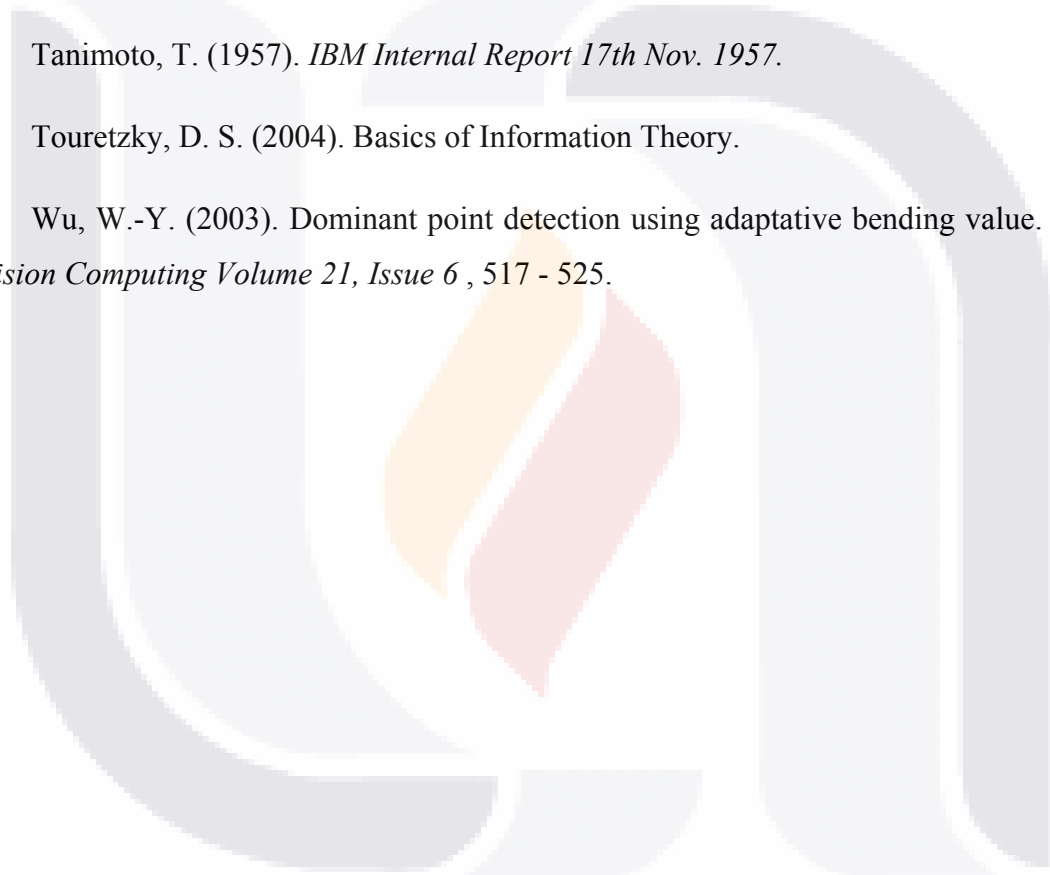 Tanimoto, T. (1957). IBM Internal Report 17th Nov. 1957.
Touretzky, D. S. (2004). Basics of Information Theory.
Wu, W.-Y. (2003). Dominant point detection using adaptative bending value.
ision Computing Volume 21, Issue 6 , 517 - 525.